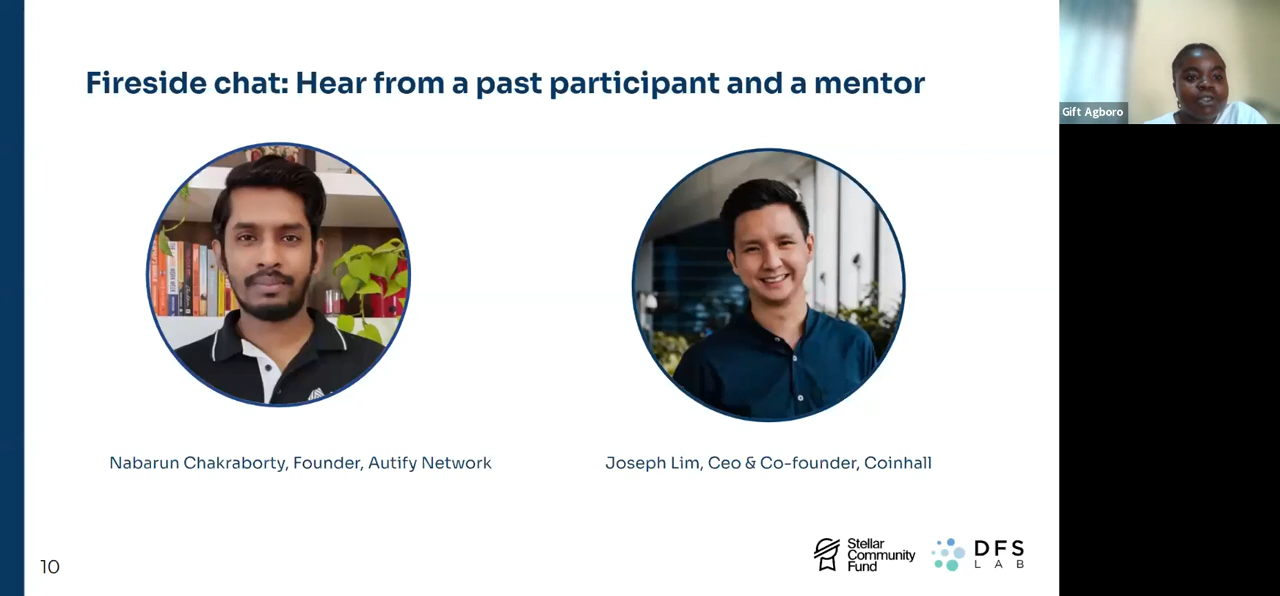 Fireside chat: Hear from a past participant and a mentor
Gift Agboro
Nabarun Chakraborty, Founder, Autify Network
Joseph Lim, Ceo & Co-founder, Coinhall
Stellar
Community
Fund
DFS
LAB
10